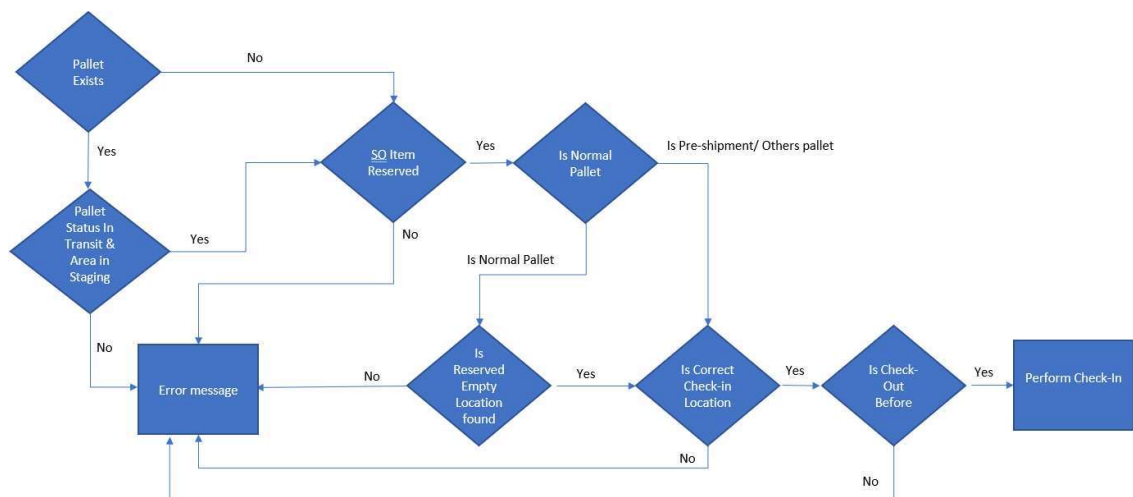 Pallet
Exists
No
Yes
SO Item
Reserved
Yes
Is Normal
Pallet
Is Pre-shipment/ Others pallet
Pallet
Status In
Transit &
Area in
Staging
Yes
No
Is Normal Pallet
No
Error message
No
Is
Reserved
Empty
Location
found
Yes
Is Correct
Check-in
Location
Yes
Is Check-
Out
Before
Yes
Perform Check-In
No
No